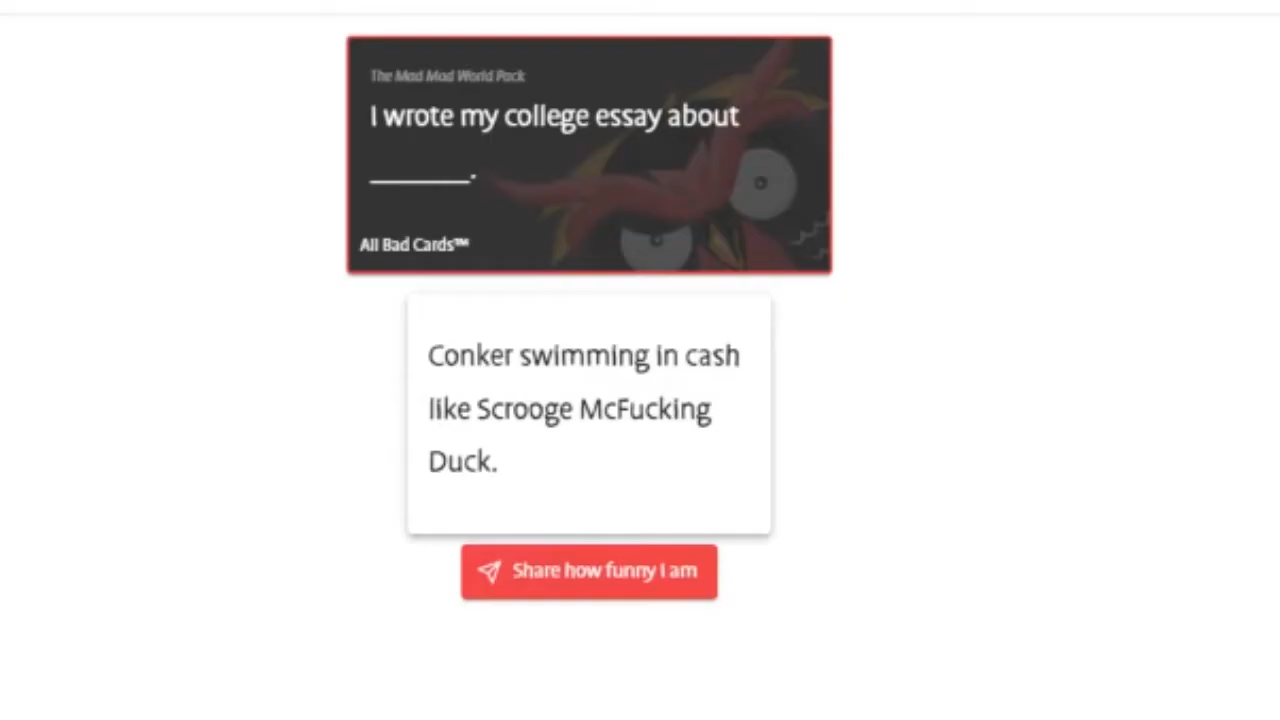 The Mad Mad World Pack
I wrote my college essay about
________.
All Bad Cards™
Conker swimming in cash
like Scrooge McFucking
Duck.
Share how funny I am